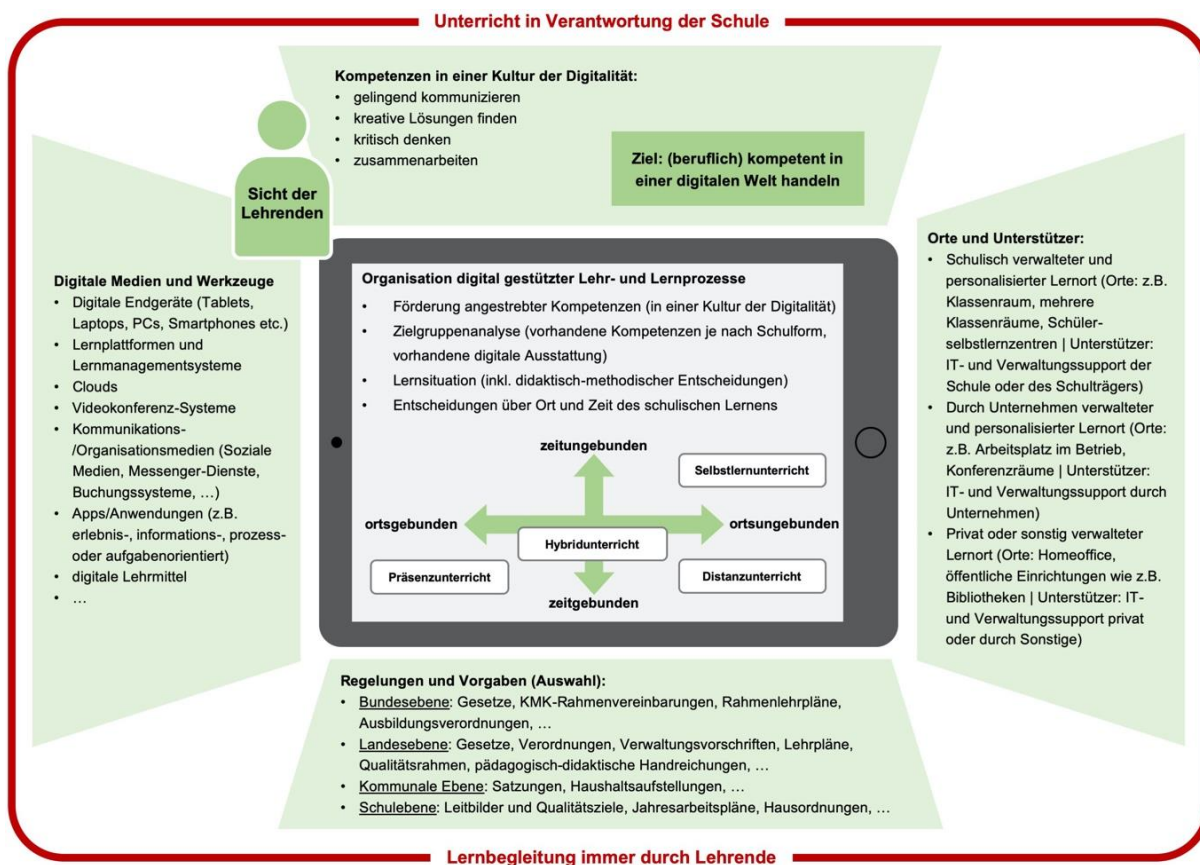 Unterricht in Verantwortung der Schule
Kompetenzen in einer Kultur der Digitalität:
• gelingend kommunizieren
• kreative Lösungen finden
• kritisch denken
• zusammenarbeiten
Ziel: (beruflich) kompetent in
einer digitalen Welt handeln
Sicht der
Lehrenden
Digitale Medien und Werkzeuge
• Digitale Endgeräte (Tablets,
Laptops, PCs, Smartphones etc.)
• Lernplattformen und
Lernmanagementsysteme
• Clouds
• Videokonferenz-Systeme
• Kommunikations-
/Organisationsmedien (Soziale
Medien, Messenger-Dienste,
Buchungssysteme, …)
• Apps/Anwendungen (z.B.
erlebnis-, informations-, prozess-
oder aufgabenorientiert)
• digitale Lehrmittel
• …
Organisation digital gestützter Lehr- und Lernprozesse
• Förderung angestrebter Kompetenzen (in einer Kultur der Digitalität)
• Zielgruppenanalyse (vorhandene Kompetenzen je nach Schulform,
vorhandene digitale Ausstattung)
• Lernsituation (inkl. didaktisch-methodischer Entscheidungen)
• Entscheidungen über Ort und Zeit des schulischen Lernens
zeitungebunden
Selbstlernunterricht
ortsgebunden
ortsungebunden
Hybridunterricht
Präsenzunterricht
Distanzunterricht
zeitgebunden
Orte und Unterstützer:
• Schulisch verwalteter und
personalisierter Lernort (Orte: z.B.
Klassenraum, mehrere
Klassenräume, Schüler-
selbstlernzentren | Unterstützer:
IT- und Verwaltungssupport der
Schule oder des Schulträgers)
• Durch Unternehmen verwalteter
und personalisierter Lernort (Orte:
z.B. Arbeitsplatz im Betrieb,
Konferenzräume | Unterstützer:
IT- und Verwaltungssupport durch
Unternehmen)
• Privat oder sonstig verwalteter
Lernort (Orte: Homeoffice,
öffentliche Einrichtungen wie z.B.
Bibliotheken | Unterstützer: IT-
und Verwaltungssupport privat
oder durch Sonstige)
Regelungen und Vorgaben (Auswahl):
• Bundesebene: Gesetze, KMK-Rahmenvereinbarungen, Rahmenlehrpläne,
Ausbildungsverordnungen, …
• Landesebene: Gesetze, Verordnungen, Verwaltungsvorschriften, Lehrpläne,
Qualitätsrahmen, pädagogisch-didaktische Handreichungen, …
• Kommunale Ebene: Satzungen, Haushaltsaufstellungen, …
• Schulebene: Leitbilder und Qualitätsziele, Jahresarbeitspläne, Hausordnungen, …
Lernbegleitung immer durch Lehrende